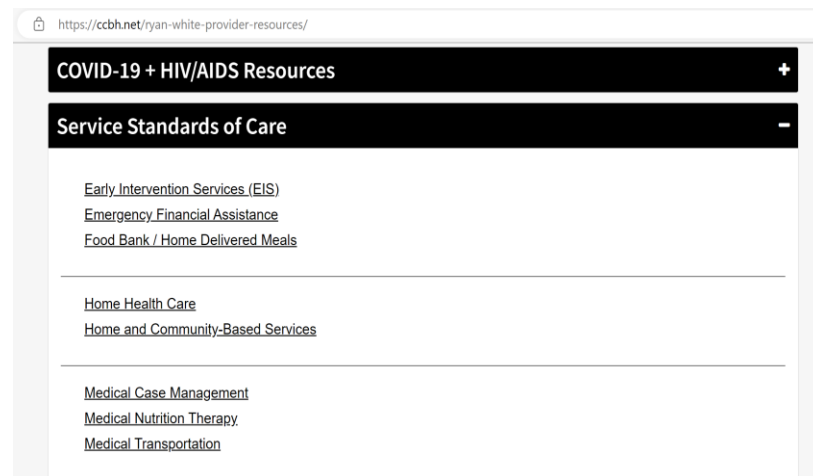 https://ccbh.net/ryan-white-provider-resources/
COVID-19 + HIV/AIDS Resources +
Service Standards of Care −
Early Intervention Services (EIS)
Emergency Financial Assistance
Food Bank / Home Delivered Meals
Home Health Care
Home and Community-Based Services
Medical Case Management
Medical Nutrition Therapy
Medical Transportation